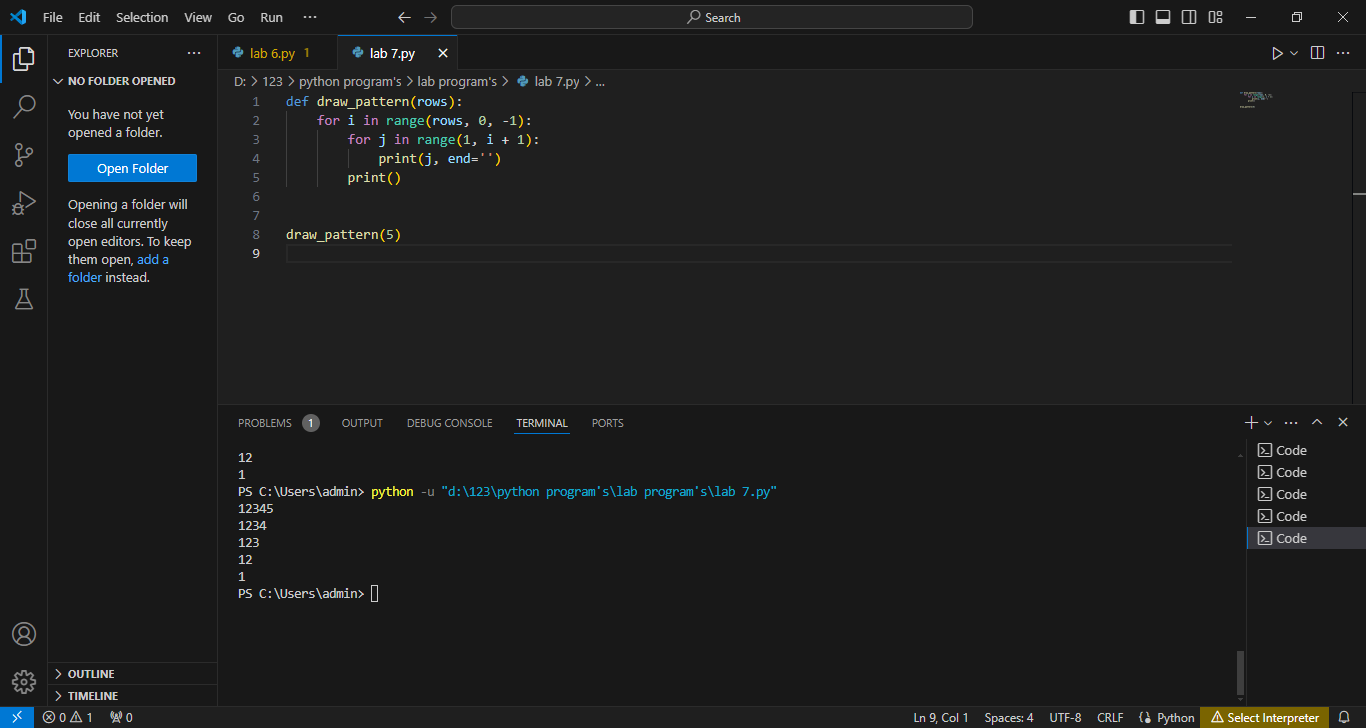 File Edit Selection View Go Run ...
Search
EXPLORER ...
NO FOLDER OPENED
You have not yet
opened a folder.
Open Folder
Opening a folder will
close all currently
open editors. To keep
them open, add a
folder instead.
OUTLINE
TIMELINE
lab 6.py 1
lab 7.py
D: > 123 > python program's > lab program's > lab 7.py > ...
1 def draw_pattern(rows):
2 for i in range(rows, 0, -1):
3 for j in range(1, i + 1):
4 print(j, end='')
5 print()
6
7
8 draw_pattern(5)
9
PROBLEMS 1 OUTPUT DEBUG CONSOLE TERMINAL PORTS
12
1
PS C:\Users\admin> python -u "d:\123\python program's\lab program's\lab 7.py"
12345
1234
123
12
1
PS C:\Users\admin>
Code
Code
Code
Code
Code
0 1 0
Ln 9, Col 1 Spaces: 4 UTF-8 CRLF Python Select Interpreter